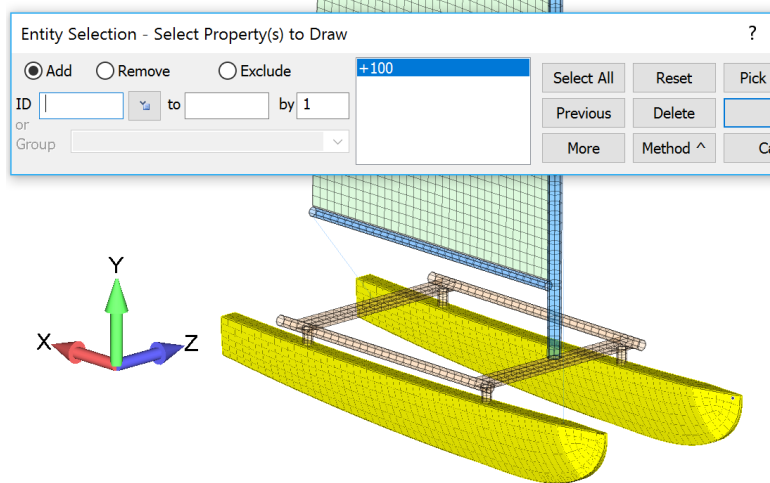 Entity Selection - Select Property(s) to Draw ?
Add Remove Exclude
+100
Select All Reset Pick
ID to by 1
Previous Delete
or
Group
More Method ^
Y
X Z